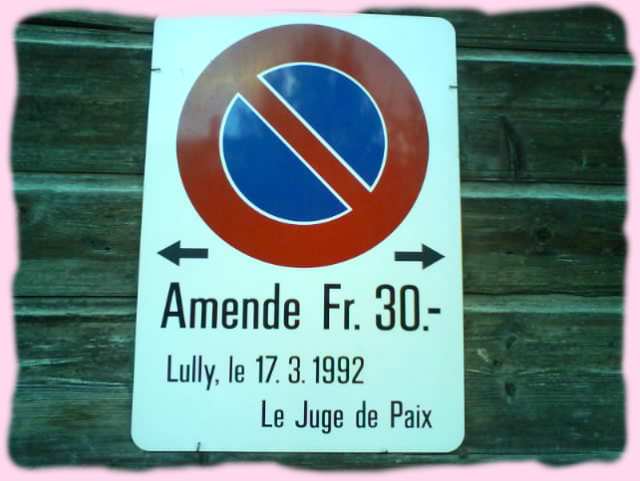 Amende Fr. 30.-
Lully, le 17. 3. 1992
Le Juge de Paix